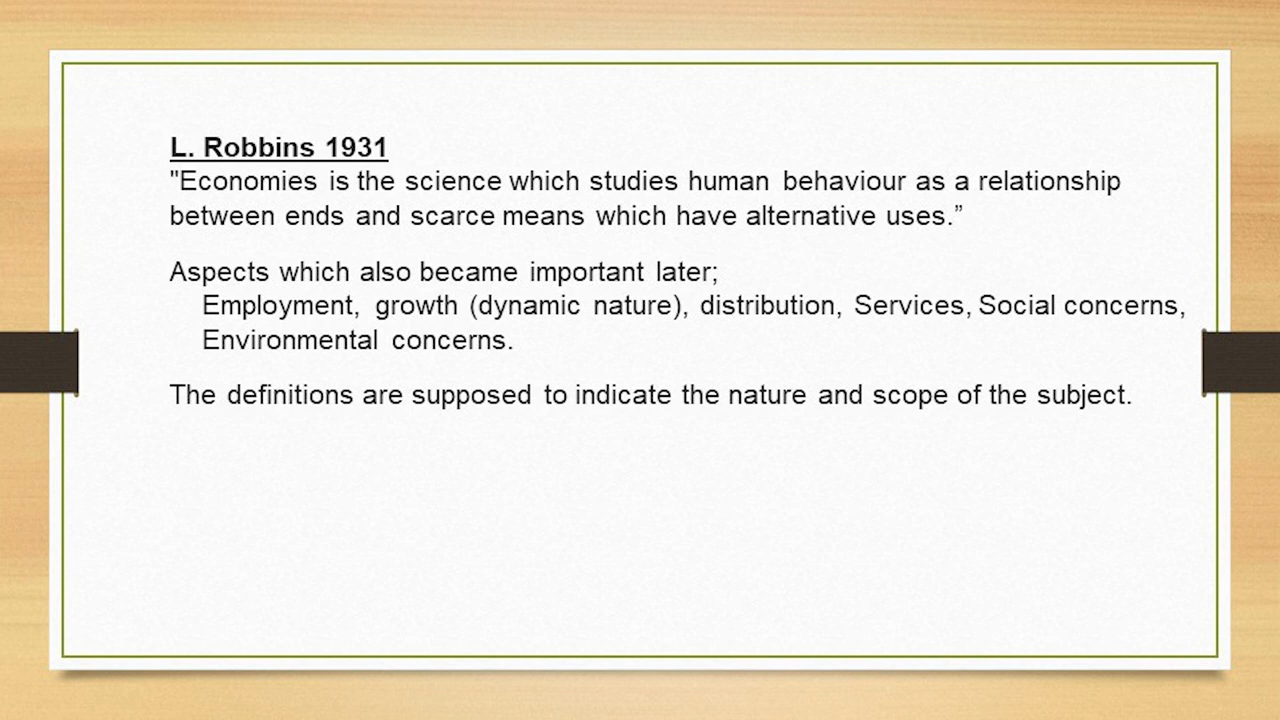 L. Robbins 1931
"Economies is the science which studies human behaviour as a relationship
between ends and scarce means which have alternative uses.”
Aspects which also became important later;
Employment, growth (dynamic nature), distribution, Services, Social concerns,
Environmental concerns.
The definitions are supposed to indicate the nature and scope of the subject.